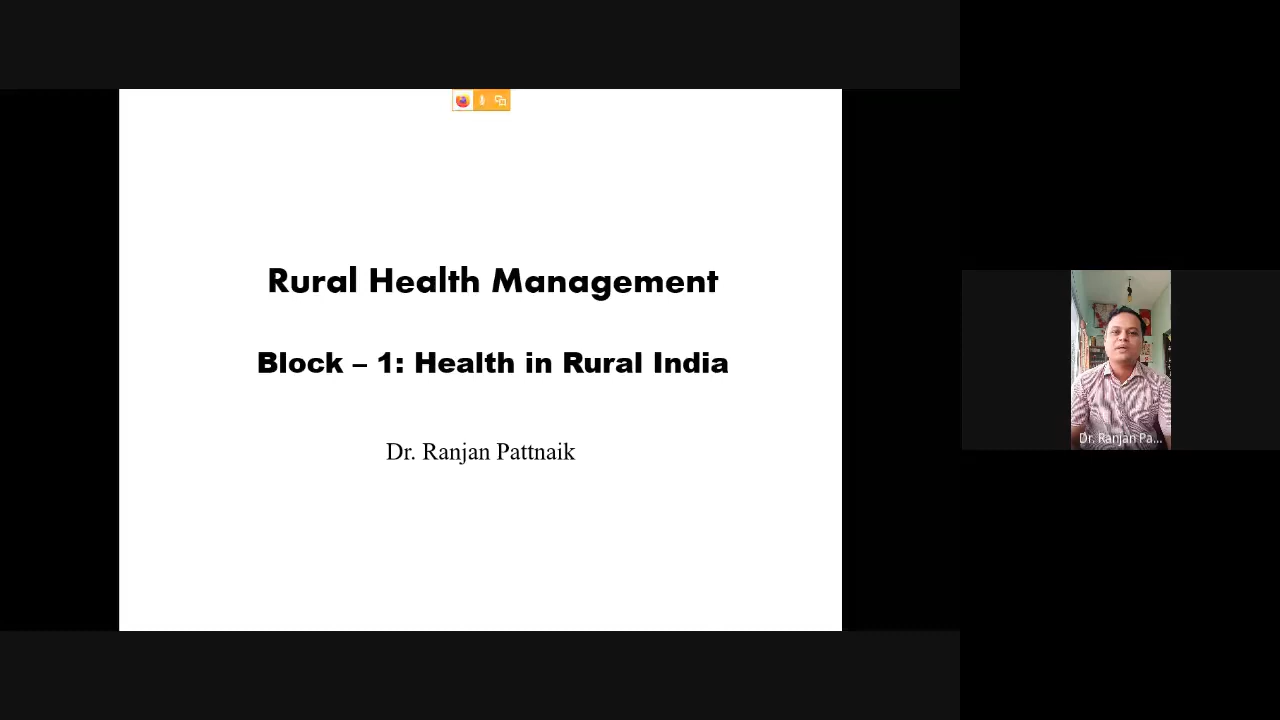 Rural Health Management
Block – 1: Health in Rural India
Dr. Ranjan Pattnaik
Dr. Ranjan Pa...